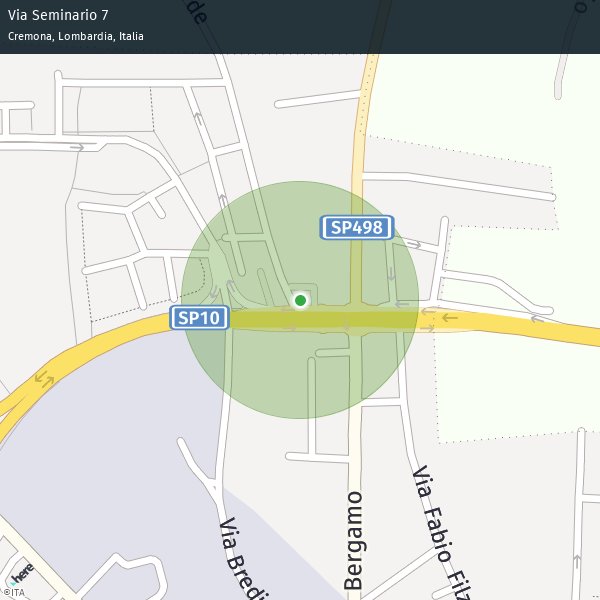 Via Seminario 7
Cremona, Lombardia, Italia
de
o
SP498
SP10
Bergamo
Via Fabio Filz
Via Bredi
here
©ITA